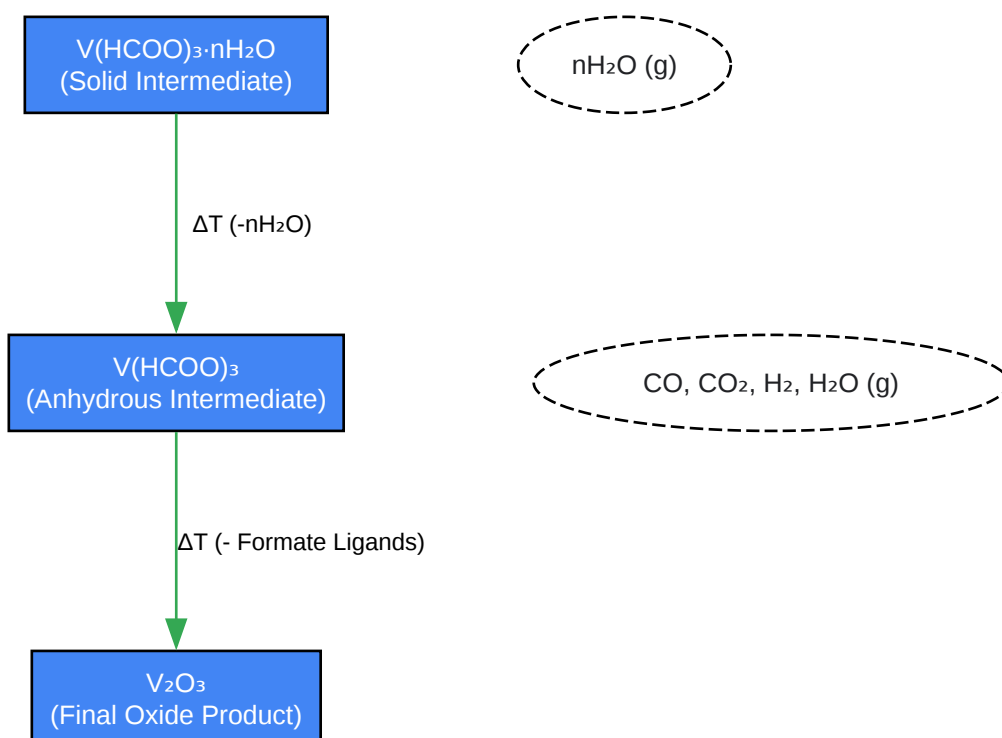 V(HCOO)₃·nH₂O
(Solid Intermediate)
nH₂O (g)
ΔT (-nH₂O)
V(HCOO)₃
(Anhydrous Intermediate)
CO, CO₂, H₂, H₂O (g)
ΔT (- Formate Ligands)
V₂O₃
(Final Oxide Product)